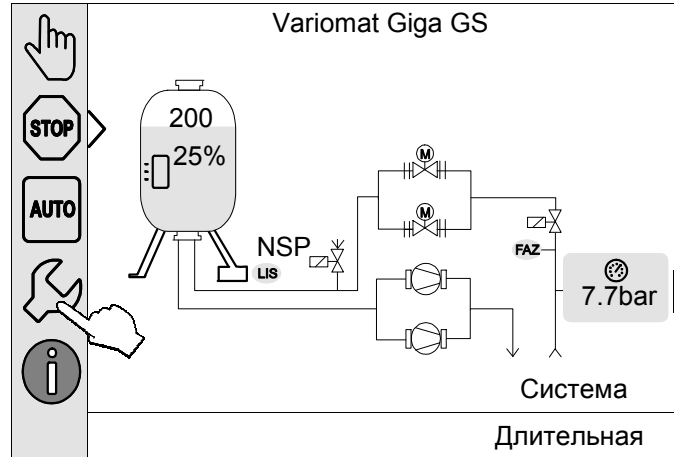 Variomat Giga GS
STOP
AUTO
200
25%
NSP
LIS
M
M
FAZ
7.7bar
Система
Длительная